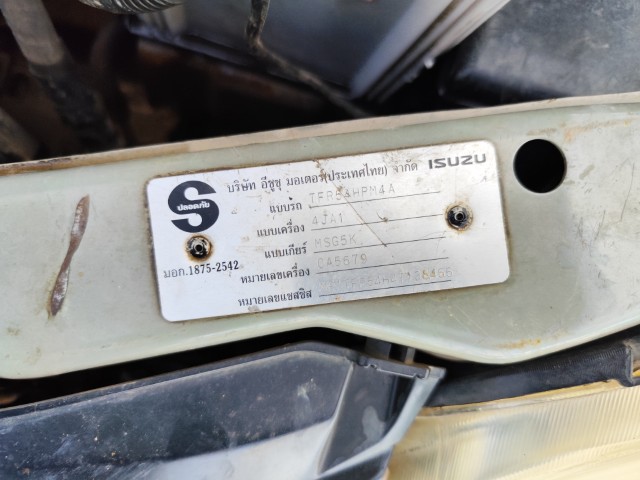 บริษัท อีซูซุ มอเตอร์(ประเทศไทย) จำกัด ISUZU
S
ปลอดภัย
มอก.1875-2542
แบบรถ TFR54HPM4A
แบบเครื่อง 4JA1
แบบเกียร์ MSG5K
หมายเลขเครื่อง CA5679
หมายเลขแชสซิส